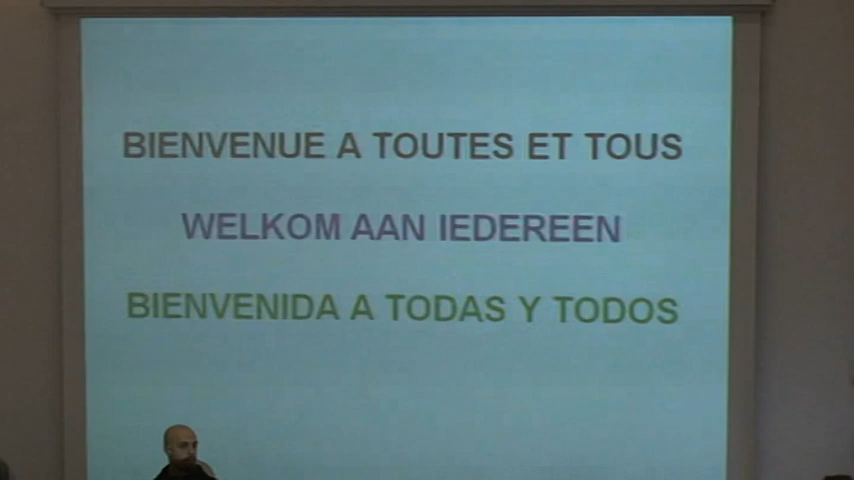 BIENVENUE A TOUTES ET TOUS
WELKOM AAN IEDEREEN
BIENVENIDA A TODAS Y TODOS